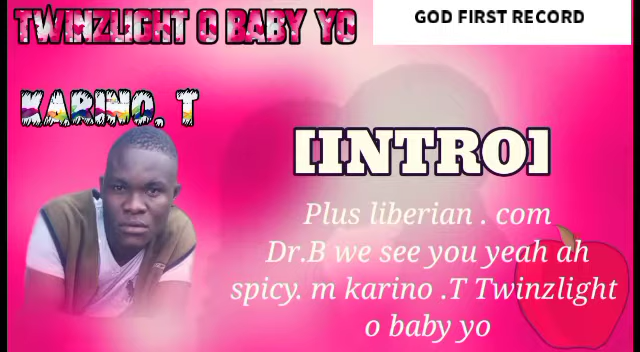 TWINZLIGHT O BABY YO
GOD FIRST RECORD
KARINO. T
[INTRO]
Plus liberian . com
Dr.B we see you yeah ah
spicy. m karino .T Twinzlight
o baby yo